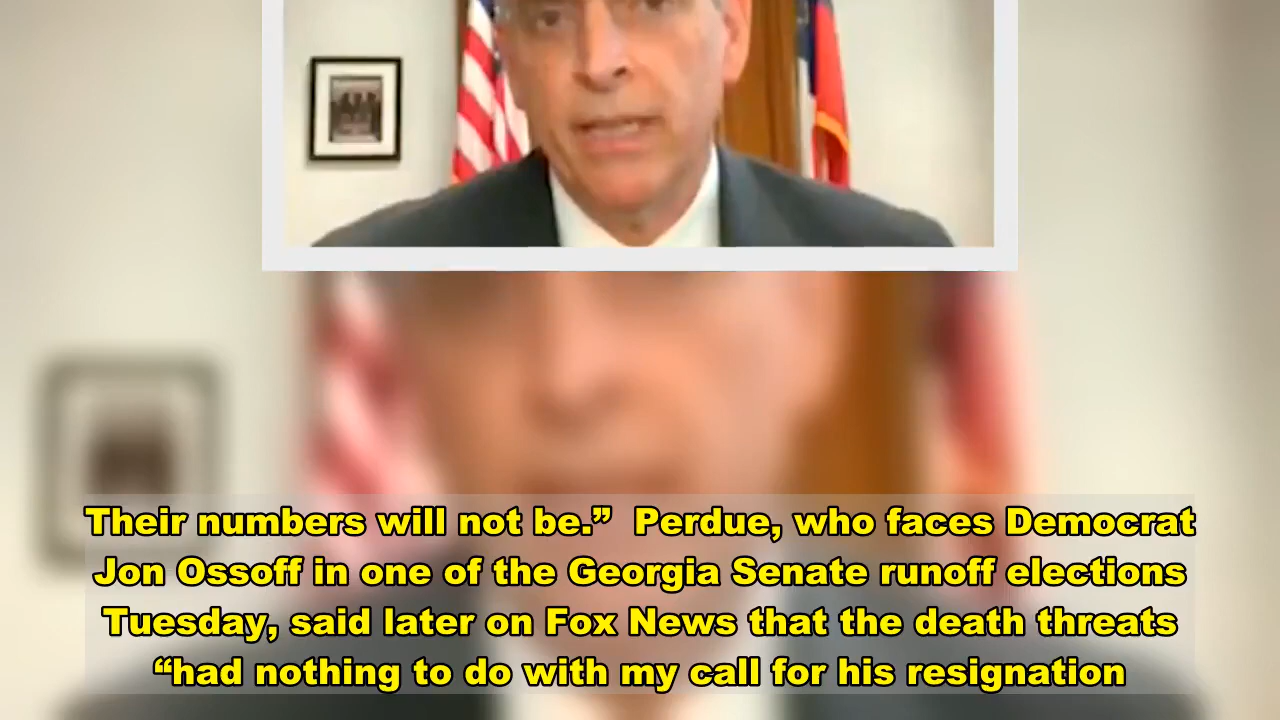 Their numbers will not be.”  Perdue, who faces Democrat
Jon Ossoff in one of the Georgia Senate runoff elections
Tuesday, said later on Fox News that the death threats
“had nothing to do with my call for his resignation